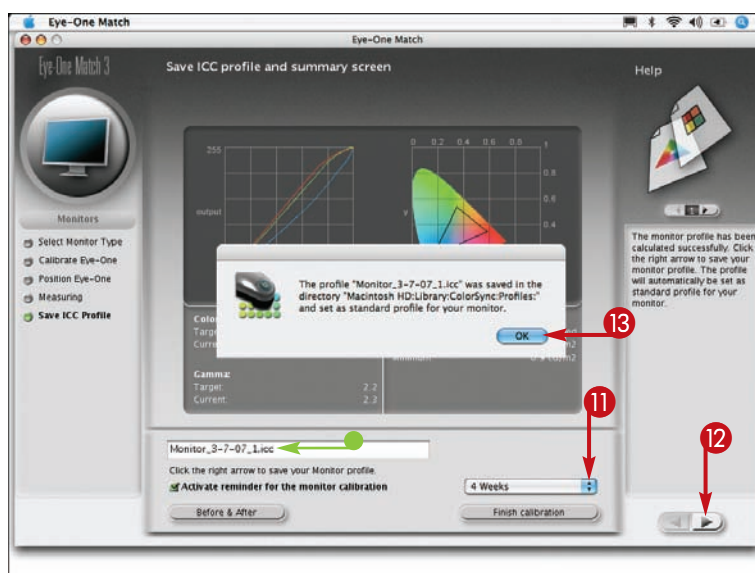 Eye-One Match
Eye-One Match
Eye-One Match 3
Save ICC profile and summary screen
Help
255
output
0 0.2 0.4 0.6 0.8
1
0.8
0.6
0.4
y
Monitors
Select Monitor Type
Calibrate Eye-One
Position Eye-One
Measuring
Save ICC Profile
The monitor profile has been
calculated successfully. Click
the right arrow to save your
monitor profile. The profile
will automatically be set as
standard profile for your
monitor.
The profile "Monitor_3-7-07_1.icc" was saved in the
directory "Macintosh HD:Library:ColorSync:Profiles:"
and set as standard profile for your monitor.
OK
13
Gamma:
Target 2.2
Current 2.3
11
12
Monitor_3-7-07_1.icc
Click the right arrow to save your Monitor profile.
Activate reminder for the monitor calibration
4 Weeks
Before & After
Finish calibration